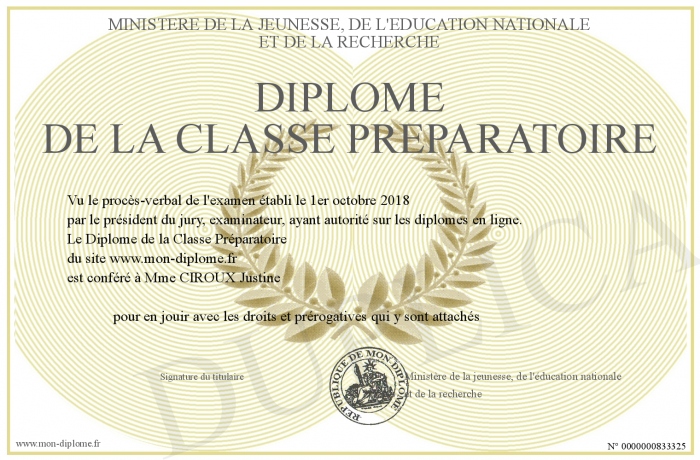 MINISTERE DE LA JEUNESSE, DE L'EDUCATION NATIONALE
ET DE LA RECHERCHE
DIPLOME
DE LA CLASSE PREPARATOIRE
Vu le procès-verbal de l'examen établi le 1er octobre 2018
par le président du jury, examinateur, ayant autorité sur les diplomes en ligne.
Le Diplome de la Classe Préparatoire
du site www.mon-diplome.fr
est conféré à Mme CIROUX Justine
pour en jouir avec les droits et prérogatives qui y sont attachés
Signature du titulaire
REPUBLIQUE DE MON DIPLOME
Ministère de la jeunesse, de l'éducation nationale
et de la recherche
DUPLICA
www.mon-diplome.fr
N° 0000000833325